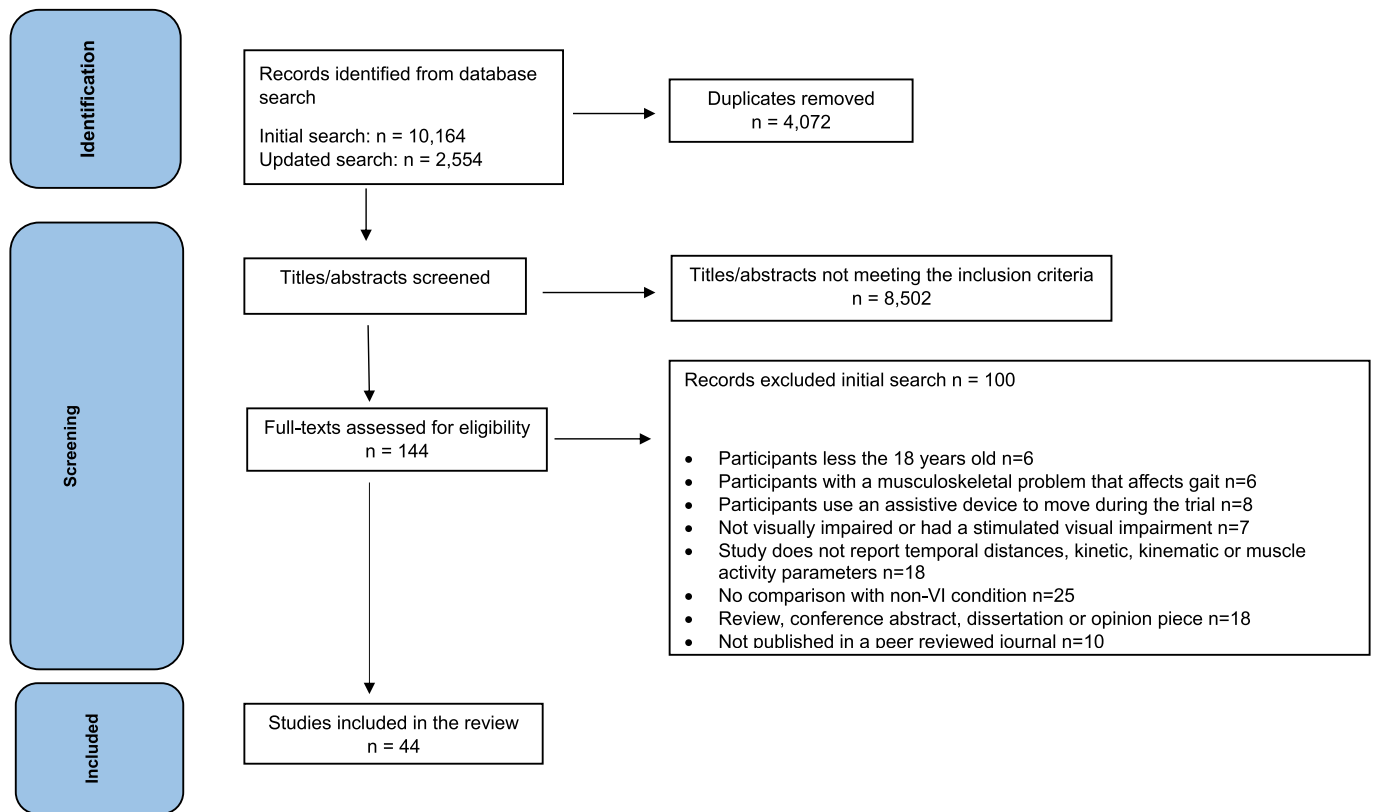 Identification
Records identified from database
search
Initial search: n = 10,164
Updated search: n = 2,554
Duplicates removed
n = 4,072
Screening
Titles/abstracts screened
Titles/abstracts not meeting the inclusion criteria
n = 8,502
Full-texts assessed for eligibility
n = 144
Records excluded initial search n = 100
• Participants less the 18 years old n=6
• Participants with a musculoskeletal problem that affects gait n=6
• Participants use an assistive device to move during the trial n=8
• Not visually impaired or had a stimulated visual impairment n=7
• Study does not report temporal distances, kinetic, kinematic or muscle
activity parameters n=18
• No comparison with non-VI condition n=25
• Review, conference abstract, dissertation or opinion piece n=18
• Not published in a peer reviewed journal n=10
Included
Studies included in the review
n = 44